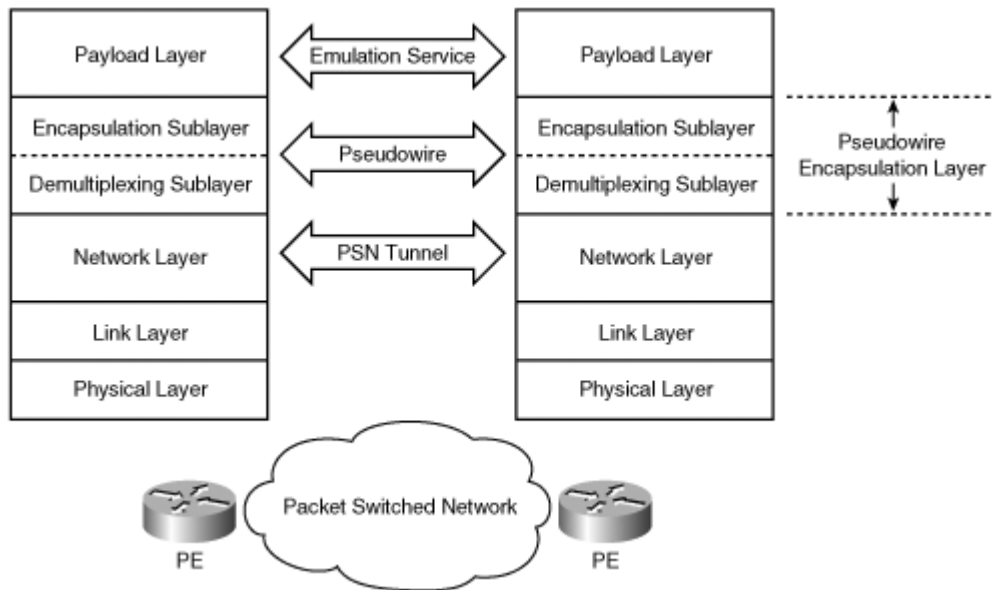 Payload Layer
Emulation Service
Payload Layer
Encapsulation Sublayer
Encapsulation Sublayer
Pseudowire
Pseudowire
Encapsulation Layer
Demultiplexing Sublayer
Demultiplexing Sublayer
Network Layer
PSN Tunnel
Network Layer
Link Layer
Link Layer
Physical Layer
Physical Layer
Packet Switched Network
PE
PE